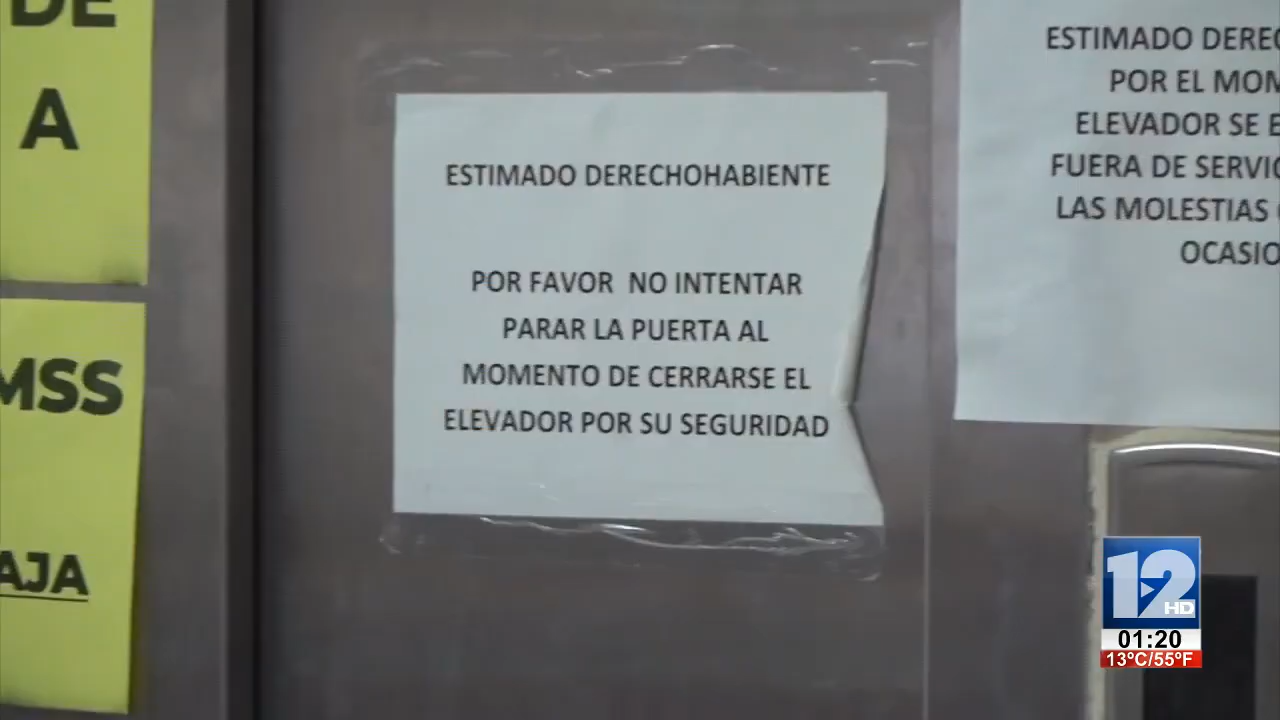 DE
A
MSS
AJA
ESTIMADO DERECHOHABIENTE
POR FAVOR NO INTENTAR
PARAR LA PUERTA AL
MOMENTO DE CERRARSE EL
ELEVADOR POR SU SEGURIDAD
ESTIMADO DEREC
POR EL MOM
ELEVADOR SE E
FUERA DE SERVIC
LAS MOLESTIAS
OCASIO
12
HD
01:20
13°C/55°F